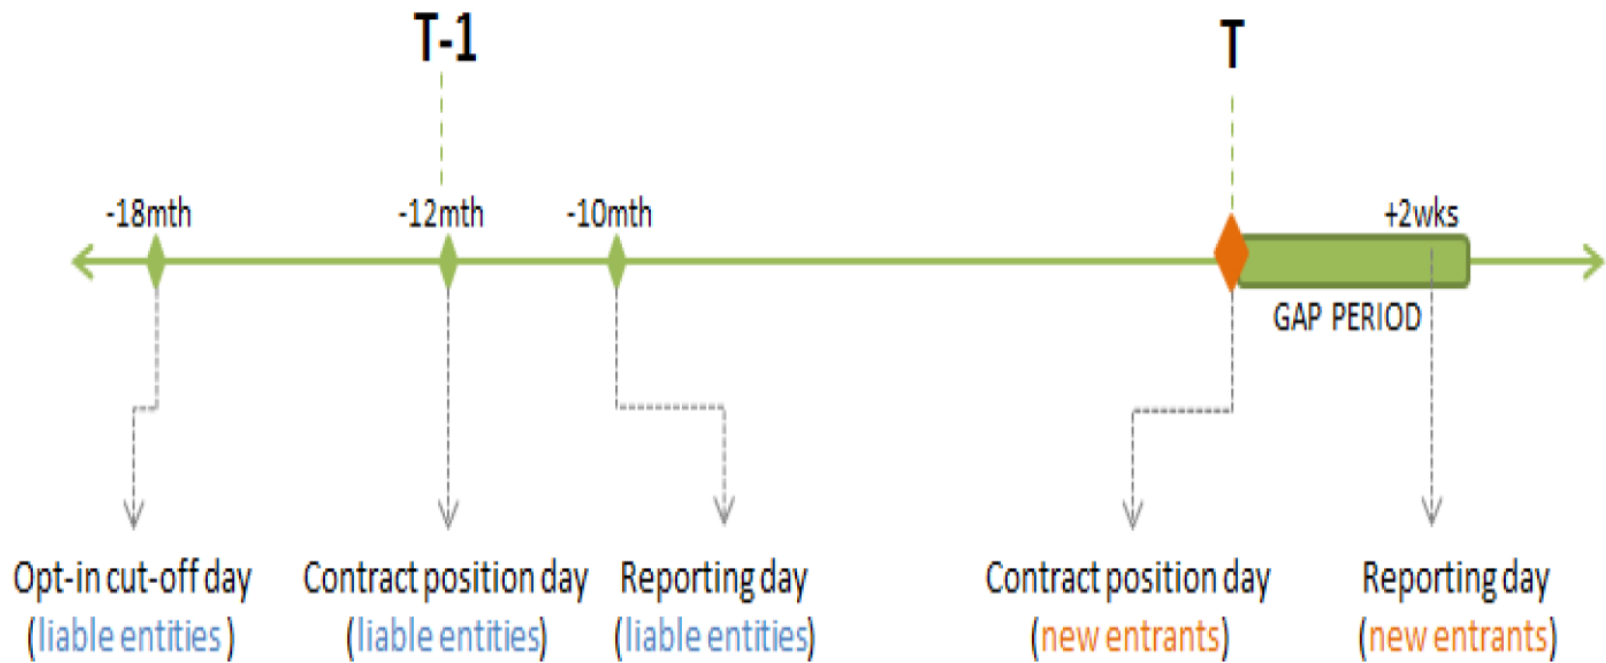 T-1
T
-18mth
-12mth
-10mth
+2wks
GAP PERIOD
Opt-in cut-off day
(liable entities)
Contract position day
(liable entities)
Reporting day
(liable entities)
Contract position day
(new entrants)
Reporting day
(new entrants)